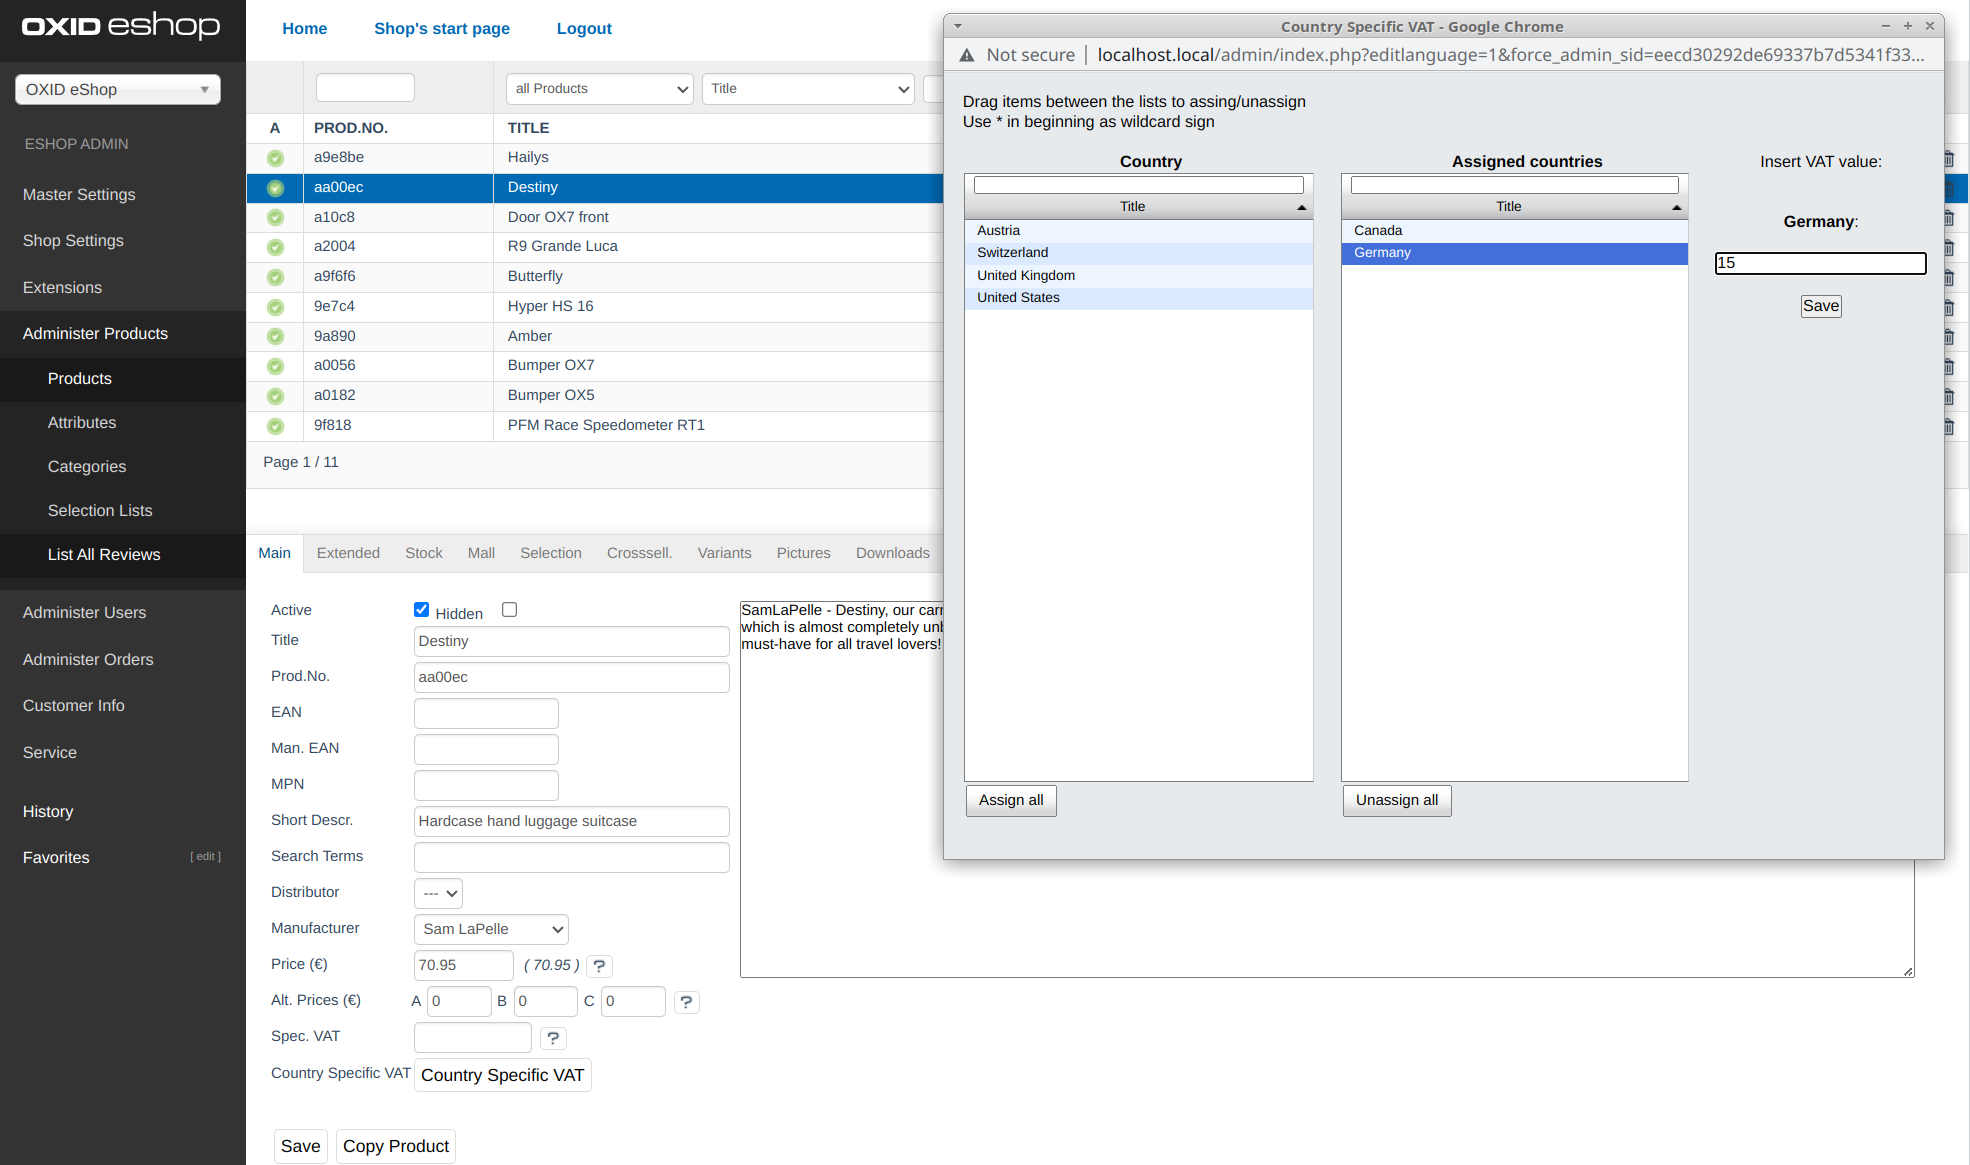 OXID eshop
OXID eShop
ESHOP ADMIN
Master Settings
Shop Settings
Extensions
Administer Products
Products
Attributes
Categories
Selection Lists
List All Reviews
Administer Users
Administer Orders
Customer Info
Service
History
Favorites [ edit ]
Home Shop's start page Logout
all Products Title
A PROD.NO. TITLE
a9e8be Hailys
aa00ec Destiny
a10c8 Door OX7 front
a2004 R9 Grande Luca
a9f6f6 Butterfly
9e7c4 Hyper HS 16
9a890 Amber
a0056 Bumper OX7
a0182 Bumper OX5
9f818 PFM Race Speedometer RT1
Page 1 / 11
Main Extended Stock Mall Selection Crosssell. Variants Pictures Downloads
Active Hidden
Title Destiny
Prod.No. aa00ec
EAN
Man. EAN
MPN
Short Descr. Hardcase hand luggage suitcase
Search Terms
Distributor ---
Manufacturer Sam LaPelle
Price (€) 70.95 ( 70.95 ) ?
Alt. Prices (€) A 0 B 0 C 0 ?
Spec. VAT ?
Country Specific VAT Country Specific VAT
Save Copy Product
SamLaPelle - Destiny, our
which is almost completely
must-have for all travel lovers!
Country Specific VAT - Google Chrome
Not secure localhost.local/admin/index.php?editlanguage=1&force_admin_sid=eecd30292de69337b7d5341f33...
Drag items between the lists to assing/unassign
Use * in beginning as wildcard sign
Country
Title
Austria
Switzerland
United Kingdom
United States
Assign all
Assigned countries
Title
Canada
Germany
Unassign all
Insert VAT value:
Germany:
15
Save